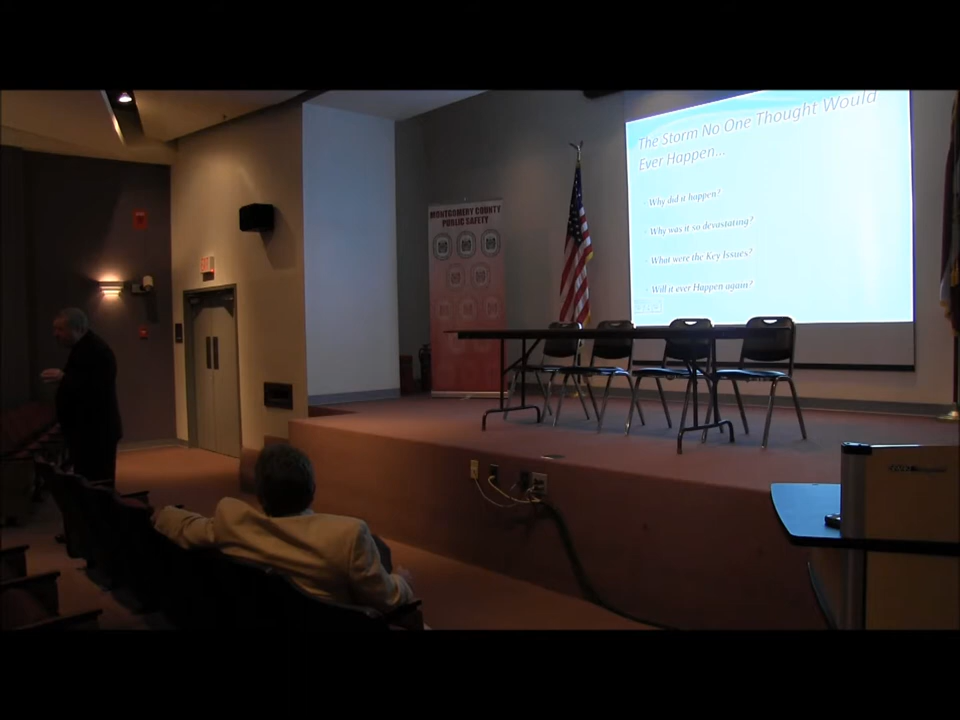 The Storm No One Thought Would
Ever Happen...
Why did it happen?
Why was it so devastating?
What were the Key Issues?
Will it ever Happen again?
MONTGOMERY COUNTY
PUBLIC SAFETY
EXIT